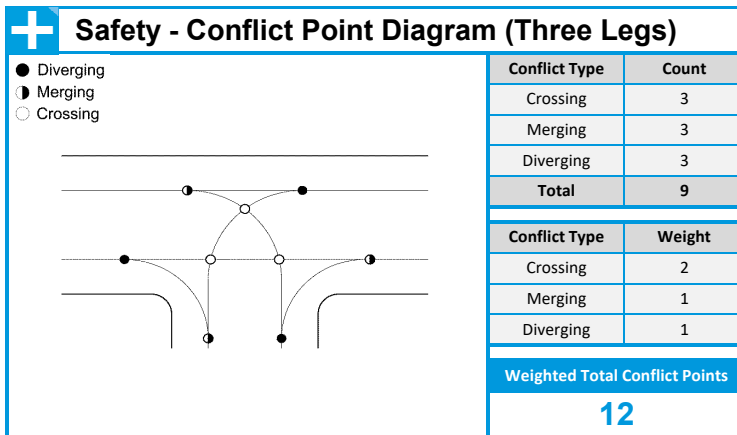 Safety - Conflict Point Diagram (Three Legs)
Diverging
Merging
Crossing
Conflict Type Count
Crossing 3
Merging 3
Diverging 3
Total 9
Conflict Type Weight
Crossing 2
Merging 1
Diverging 1
Weighted Total Conflict Points
12